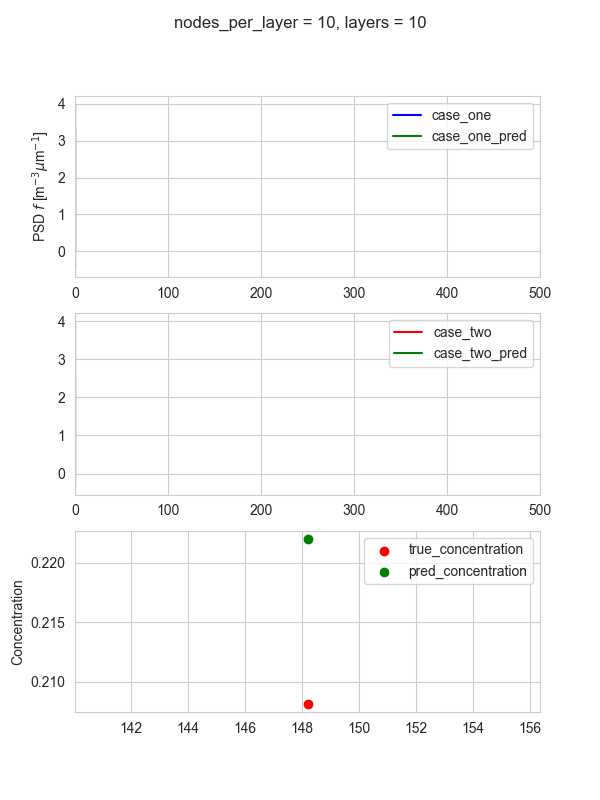 nodes_per_layer = 10, layers = 10
PSD f [m⁻³μm⁻¹]
4
3
2
1
0
case_one
case_one_pred
0 100 200 300 400 500
4
3
2
1
0
case_two
case_two_pred
0 100 200 300 400 500
Concentration
0.220
0.215
0.210
true_concentration
pred_concentration
142 144 146 148 150 152 154 156